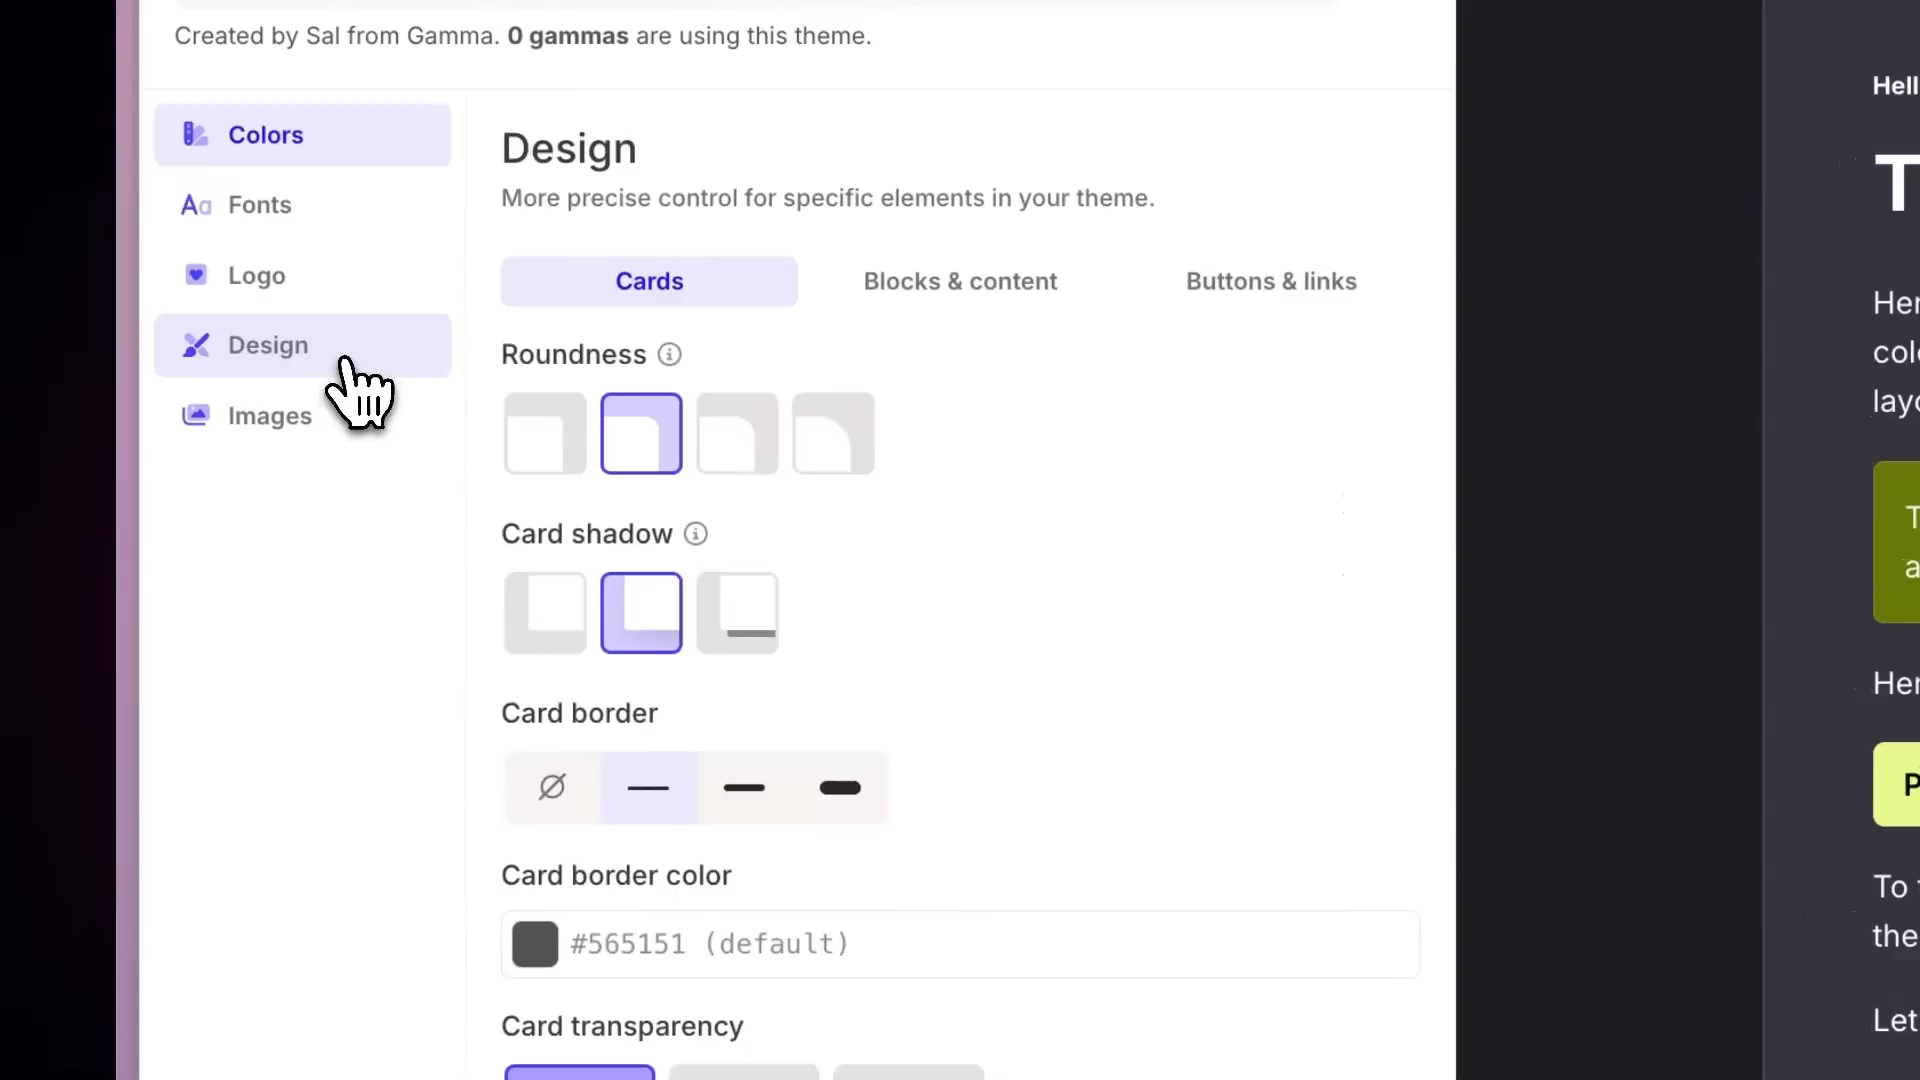 Created by Sal from Gamma. 0 gammas are using this theme.
Colors
Aa Fonts
Logo
Design
Images
Design
More precise control for specific elements in your theme.
Cards
Blocks & content
Buttons & links
Roundness
Card shadow
Card border
Card border color
#565151 (default)
Card transparency
Hell
T
Her
colo
layo
T
a
Her
P
To
the
Let